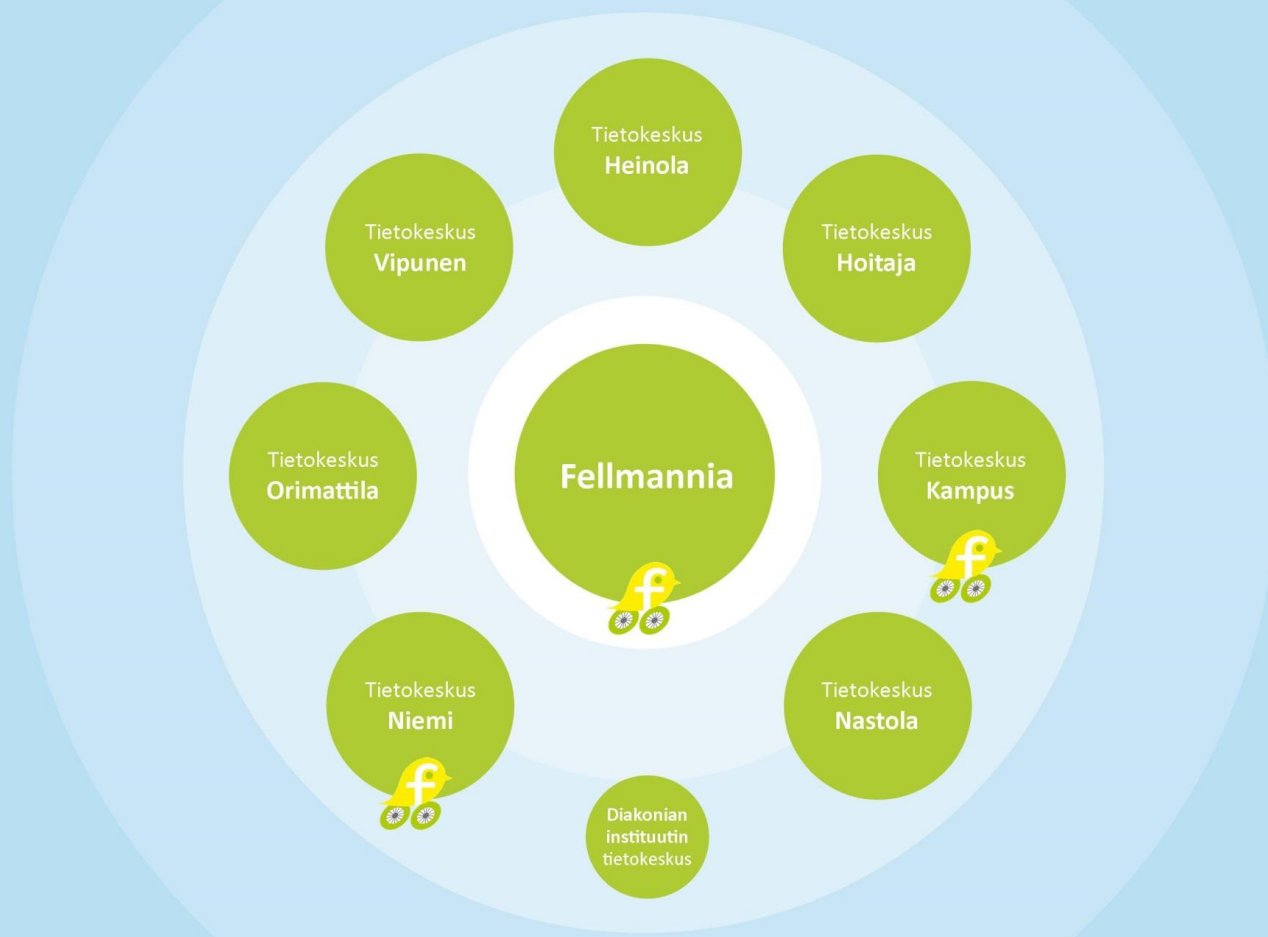 Tietokeskus
Heinola
Tietokeskus
Vipunen
Tietokeskus
Hoitaja
Tietokeskus
Orimattila
Fellmannia
f
Tietokeskus
Kampus
f
Tietokeskus
Niemi
f
Tietokeskus
Nastola
Diakonian
instituutin
tietokeskus